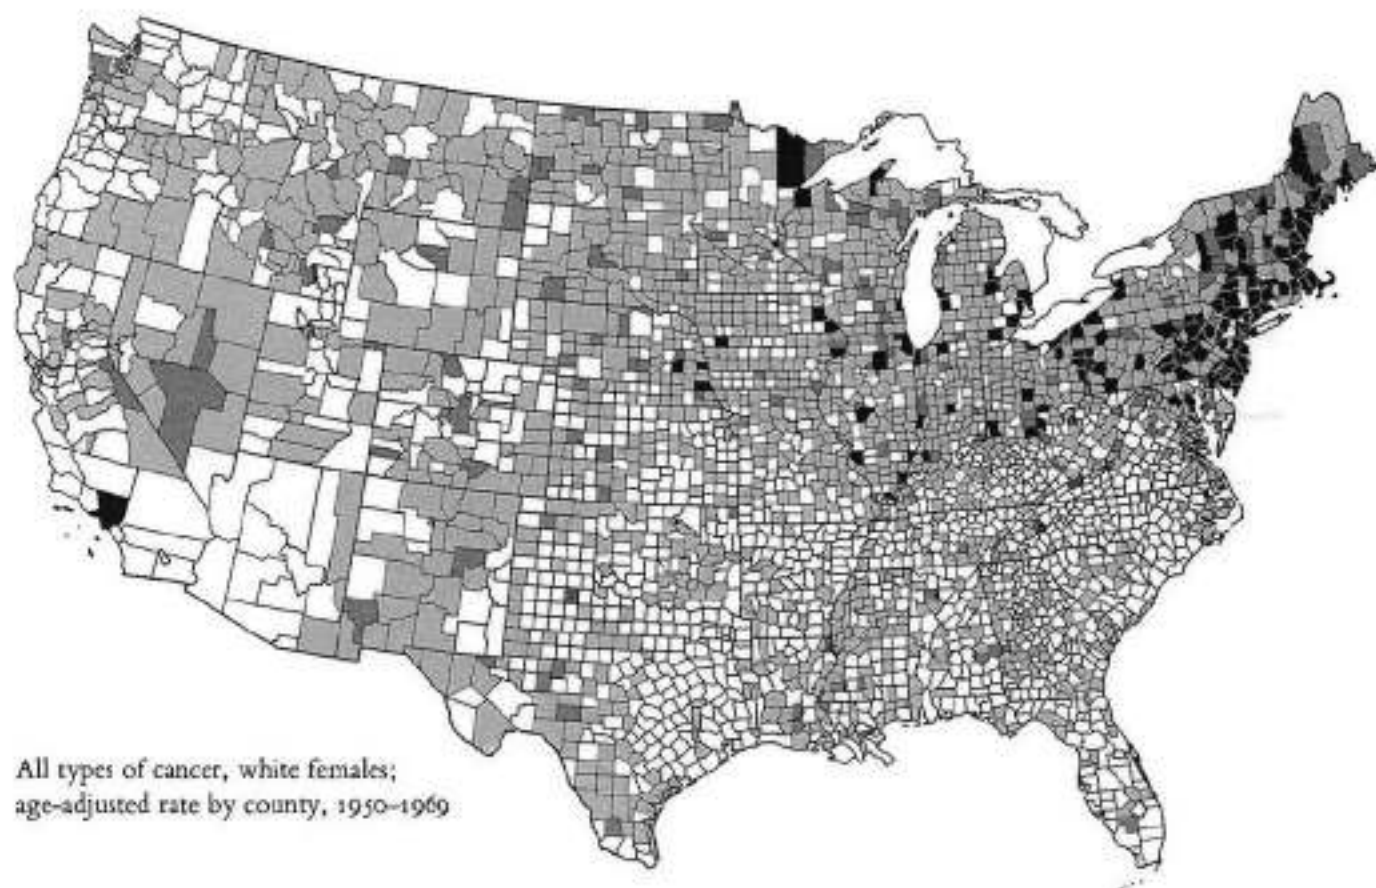 All types of cancer, white females;
age-adjusted rate by county, 1950–1969